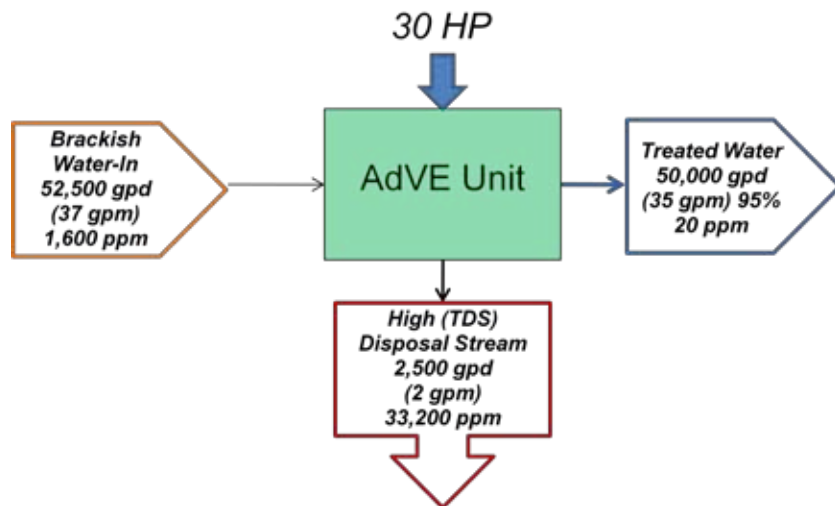 30 HP
Brackish
Water-In
52,500 gpd
(37 gpm)
1,600 ppm
AdVE Unit
Treated Water
50,000 gpd
(35 gpm) 95%
20 ppm
High (TDS)
Disposal Stream
2,500 gpd
(2 gpm)
33,200 ppm